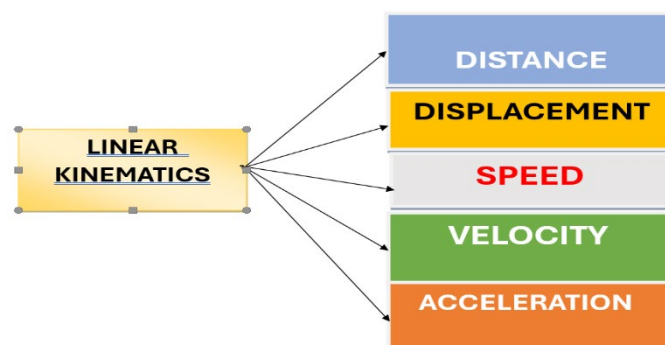 LINEAR
KINEMATICS
DISTANCE
DISPLACEMENT
SPEED
VELOCITY
ACCELERATION